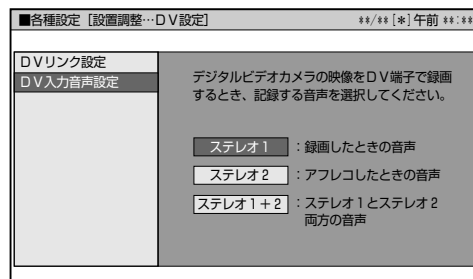 ■各種設定［設置調整…ＤＶ設定］
**/** [*]午前 **:**
ＤＶリンク設定
ＤＶ入力音声設定
デジタルビデオカメラの映像をＤＶ端子で録画
するとき、記録する音声を選択してください。
ステレオ１ ：録画したときの音声
ステレオ２ ：アフレコしたときの音声
ステレオ１＋２ ：ステレオ１とステレオ２
両方の音声